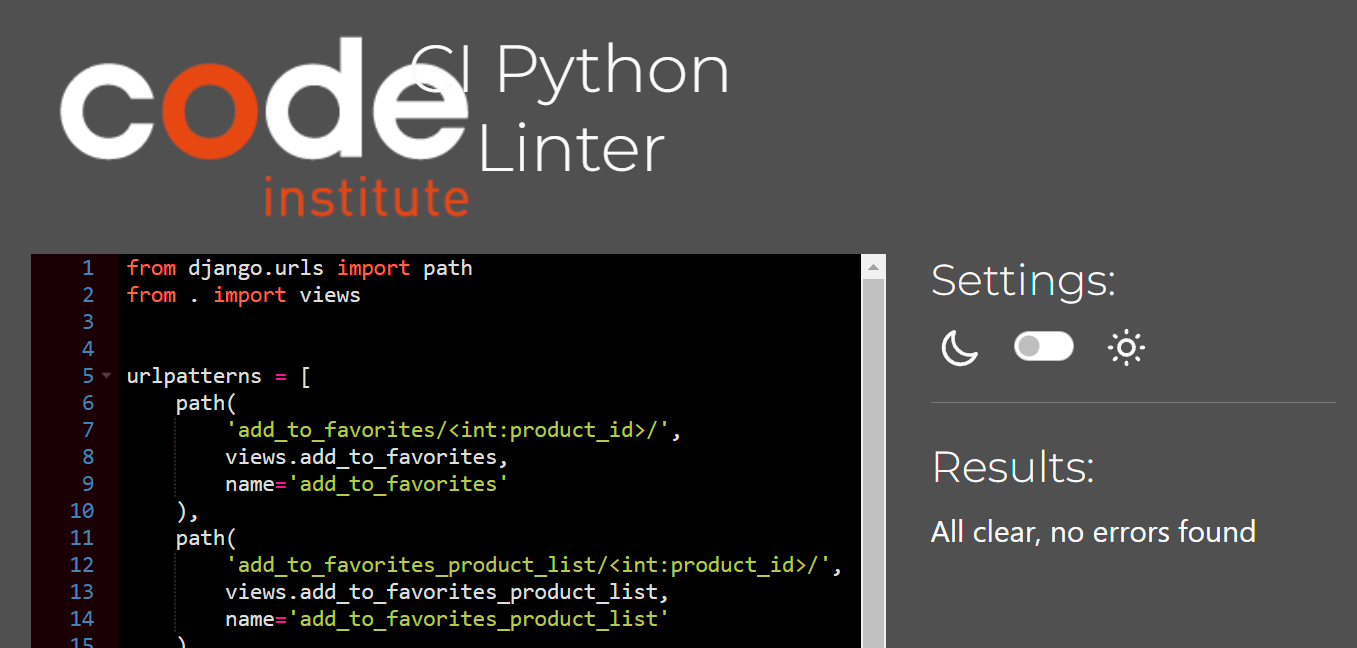 code
institute
CI Python
Linter
1 from django.urls import path
2 from . import views
3
4
5 urlpatterns = [
6     path(
7         'add_to_favorites/<int:product_id>/',
8         views.add_to_favorites,
9         name='add_to_favorites'
10     ),
11     path(
12         'add_to_favorites_product_list/<int:product_id>/',
13         views.add_to_favorites_product_list,
14         name='add_to_favorites_product_list'
15     )
Settings:
Results:
All clear, no errors found